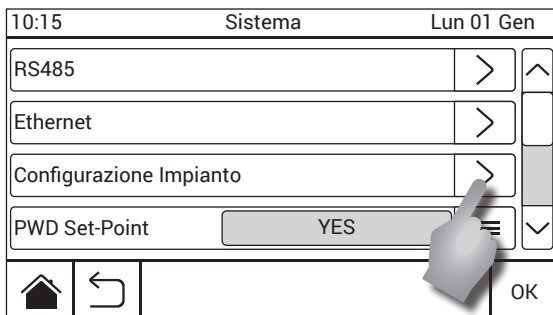 10:15 Sistema Lun 01 Gen
RS485
Ethernet
Configurazione Impianto
PWD Set-Point YES
OK